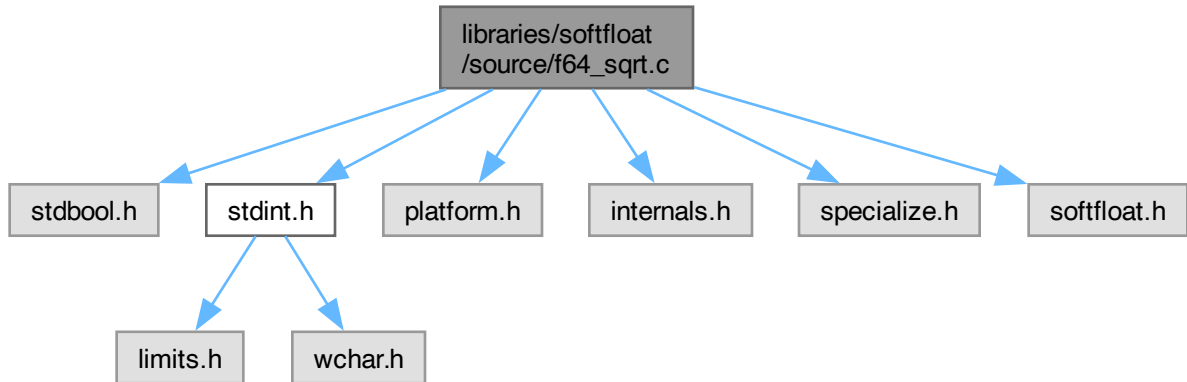 libraries/softfloat
/source/f64_sqrt.c
stdbool.h
stdint.h
platform.h
internals.h
specialize.h
softfloat.h
limits.h
wchar.h